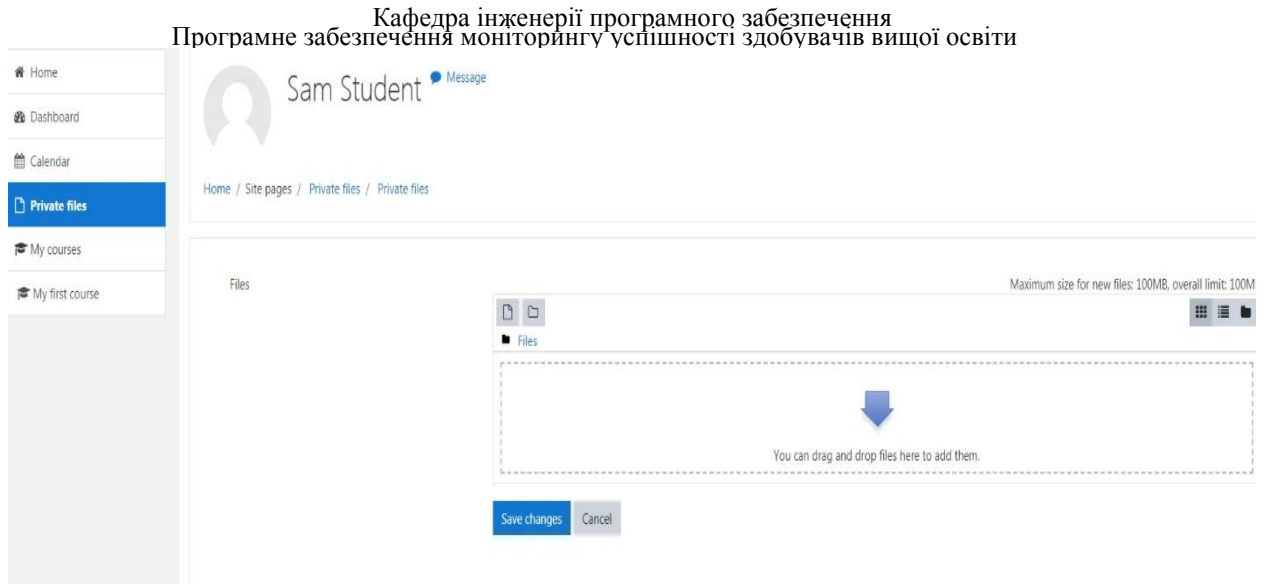 Кафедра інженерії програмного забезпечення
Програмне забезпечення моніторингу успішності здобувачів вищої освіти
Home
Dashboard
Calendar
Private files
My courses
My first course
Sam Student Message
Home / Site pages / Private files / Private files
Files
Maximum size for new files: 100MB, overall limit: 100M
Files
You can drag and drop files here to add them.
Save changes Cancel